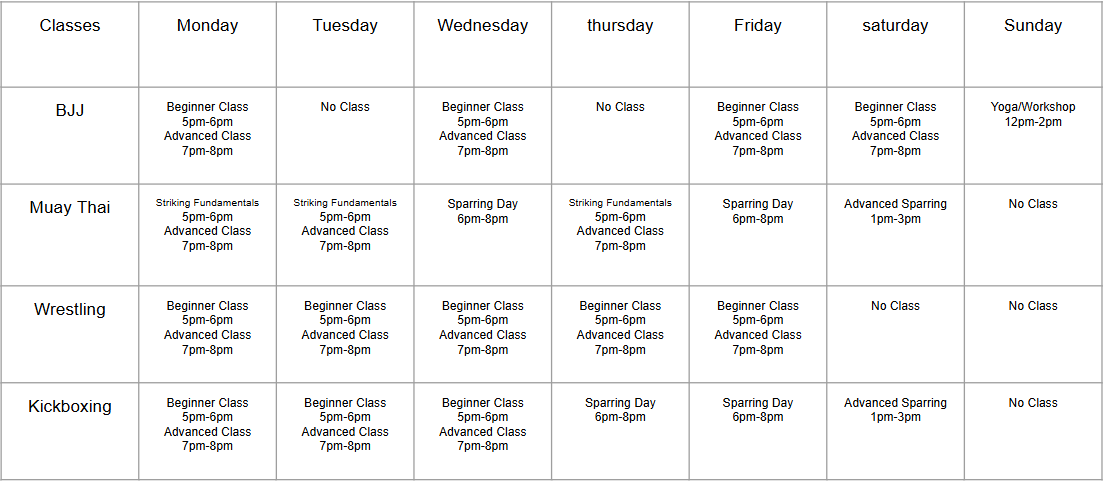 Classes Monday Tuesday Wednesday thursday Friday saturday Sunday
BJJ
Beginner Class
5pm-6pm
Advanced Class
7pm-8pm
No Class
Beginner Class
5pm-6pm
Advanced Class
7pm-8pm
No Class
Beginner Class
5pm-6pm
Advanced Class
7pm-8pm
Beginner Class
5pm-6pm
Advanced Class
7pm-8pm
Yoga/Workshop
12pm-2pm
Muay Thai
Striking Fundamentals
5pm-6pm
Advanced Class
7pm-8pm
Striking Fundamentals
5pm-6pm
Advanced Class
7pm-8pm
Sparring Day
6pm-8pm
Striking Fundamentals
5pm-6pm
Advanced Class
7pm-8pm
Sparring Day
6pm-8pm
Advanced Sparring
1pm-3pm
No Class
Wrestling
Beginner Class
5pm-6pm
Advanced Class
7pm-8pm
Beginner Class
5pm-6pm
Advanced Class
7pm-8pm
Beginner Class
5pm-6pm
Advanced Class
7pm-8pm
Beginner Class
5pm-6pm
Advanced Class
7pm-8pm
Beginner Class
5pm-6pm
Advanced Class
7pm-8pm
No Class
No Class
Kickboxing
Beginner Class
5pm-6pm
Advanced Class
7pm-8pm
Beginner Class
5pm-6pm
Advanced Class
7pm-8pm
Beginner Class
5pm-6pm
Advanced Class
7pm-8pm
Sparring Day
6pm-8pm
Sparring Day
6pm-8pm
Advanced Sparring
1pm-3pm
No Class